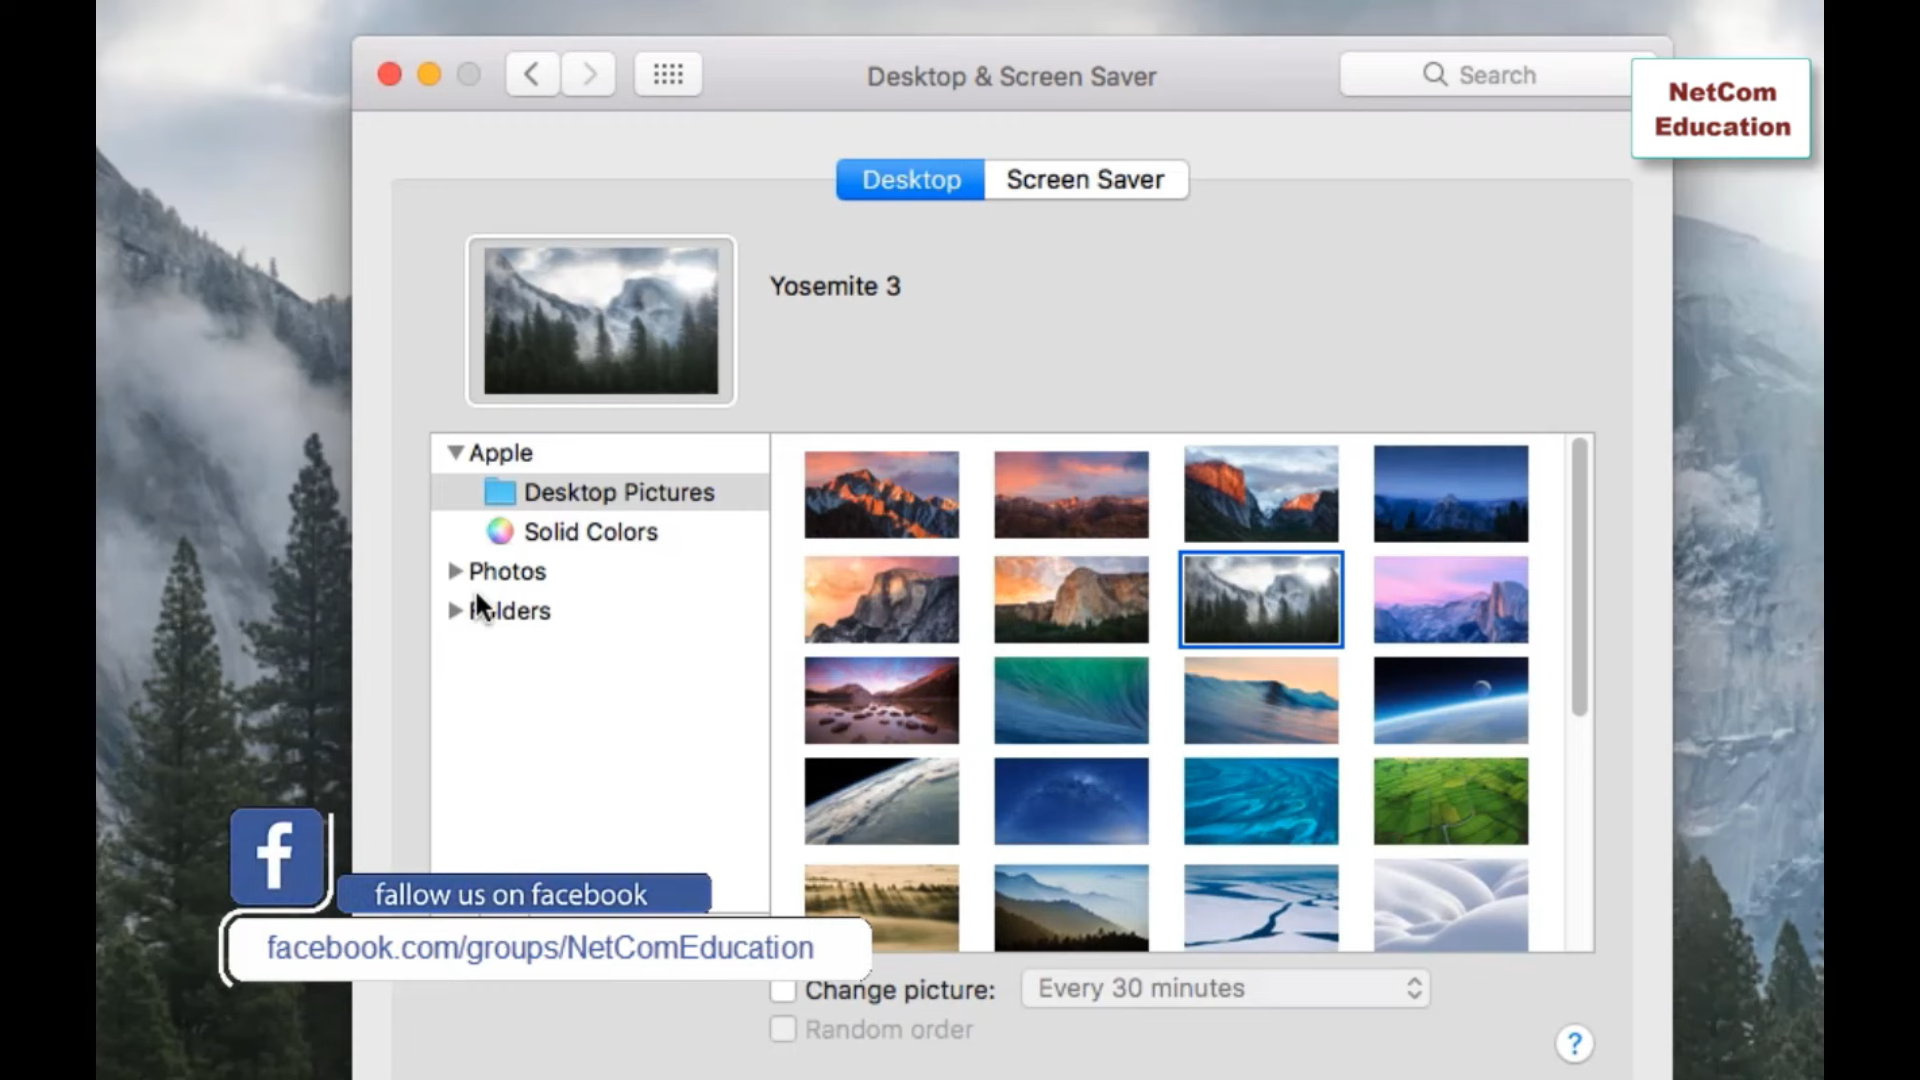 Desktop & Screen Saver
Search
NetCom
Education
Desktop
Screen Saver
Yosemite 3
Apple
Desktop Pictures
Solid Colors
Photos
Folders
fallow us on facebook
facebook.com/groups/NetComEducation
Change picture:
Every 30 minutes
Random order
?